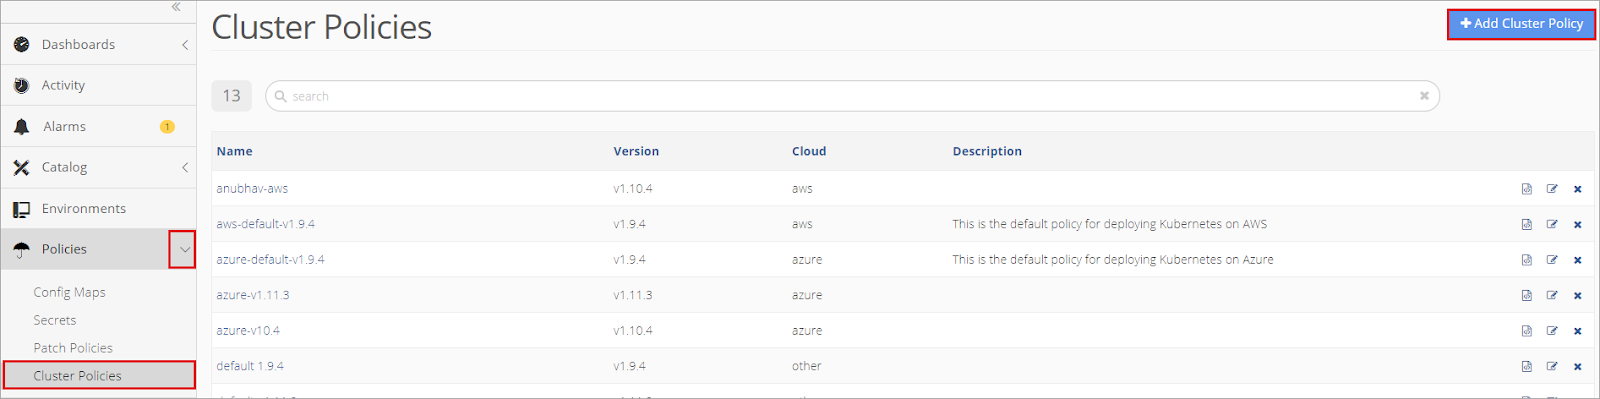 «
Dashboards
Activity
Alarms 1
Catalog
Environments
Policies
Config Maps
Secrets
Patch Policies
Cluster Policies
Cluster Policies
+ Add Cluster Policy
13 search
Name Version Cloud Description
anubhav-aws v1.10.4 aws
aws-default-v1.9.4 v1.9.4 aws This is the default policy for deploying Kubernetes on AWS
azure-default-v1.9.4 v1.9.4 azure This is the default policy for deploying Kubernetes on Azure
azure-v1.11.3 v1.11.3 azure
azure-v10.4 v1.10.4 azure
default 1.9.4 v1.9.4 other